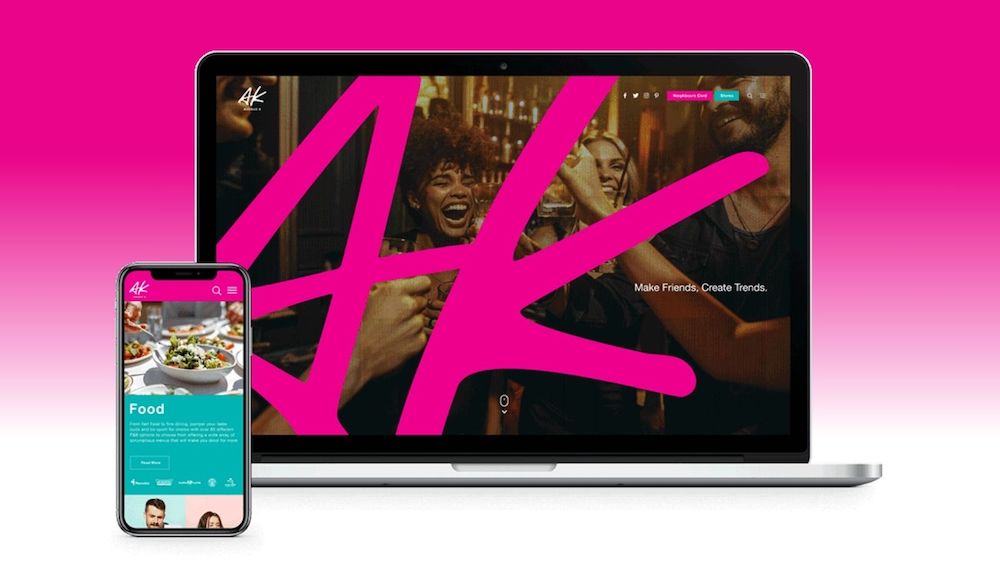 AK
AVENUE K
Neighbours Card
Stores
AK
Make Friends, Create Trends.
AK
AVENUE K
Food
From fast food to fine dining, pamper your taste
buds and be spoilt for choice with over different
F&B options to choose from offering a wide array of
scrumptious menus that will make you drool for more
Read More